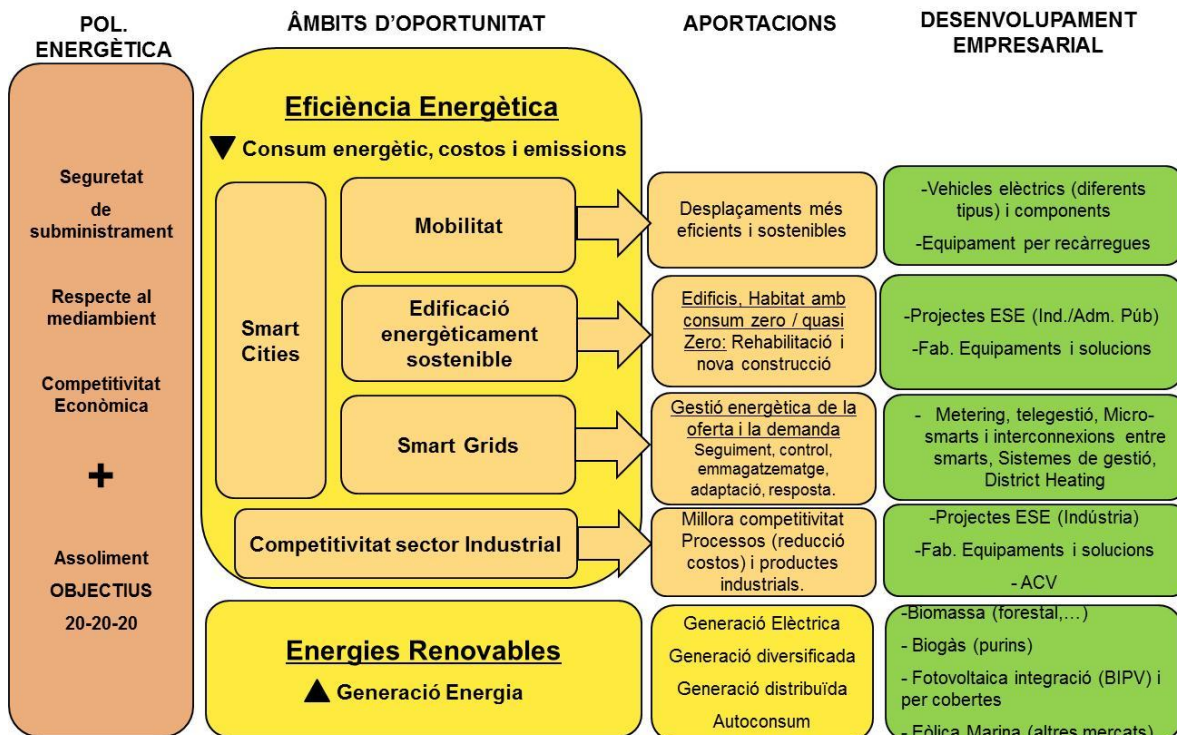 POL.
ENERGÈTICA
ÂMBITS D'OPORTUNITAT
APORTACIONS
DESENVOLUPAMENT
EMPRESARIAL
Seguretat
de
subministrament
Respecte al
mediambient
Competitivitat
Econòmica
+
Assoliment
OBJECTIUS
20-20-20
Eficiència Energètica
▼ Consum energètic, costos i emissions
Smart
Cities
Mobilitat
Desplaçaments més
eficients i sostenibles
-Vehicles elèctrics (diferents
tipus) i components
-Equipament per recàrregues
Edificació
energèticament
sostenible
Edificis, Habitat amb
consum zero / quasi
Zero: Rehabilitació i
nova construcció
-Projectes ESE (Ind./Adm. Púb)
-Fab. Equipaments i solucions
Smart Grids
Gestió energètica de la
oferta i la demanda
Seguiment, control,
emmagatzematge,
adaptació, resposta.
- Metering, telegestió, Micro-
smarts i interconnexions entre
smarts, Sistemes de gestió,
District Heating
Competitivitat sector Industrial
Millora competitivitat
Processos (reducció
costos) i productes
industrials.
-Projectes ESE (Indústria)
-Fab. Equipaments i solucions
- ACV
Energies Renovables
▲ Generació Energia
Generació Elèctrica
Generació diversificada
Generació distribuïda
Autoconsum
-Biomassa (forestal,...)
- Biogàs (purins)
- Fotovoltaica integració (BIPV) i
per cobertes
- Eòlica Marina (altres mercats)